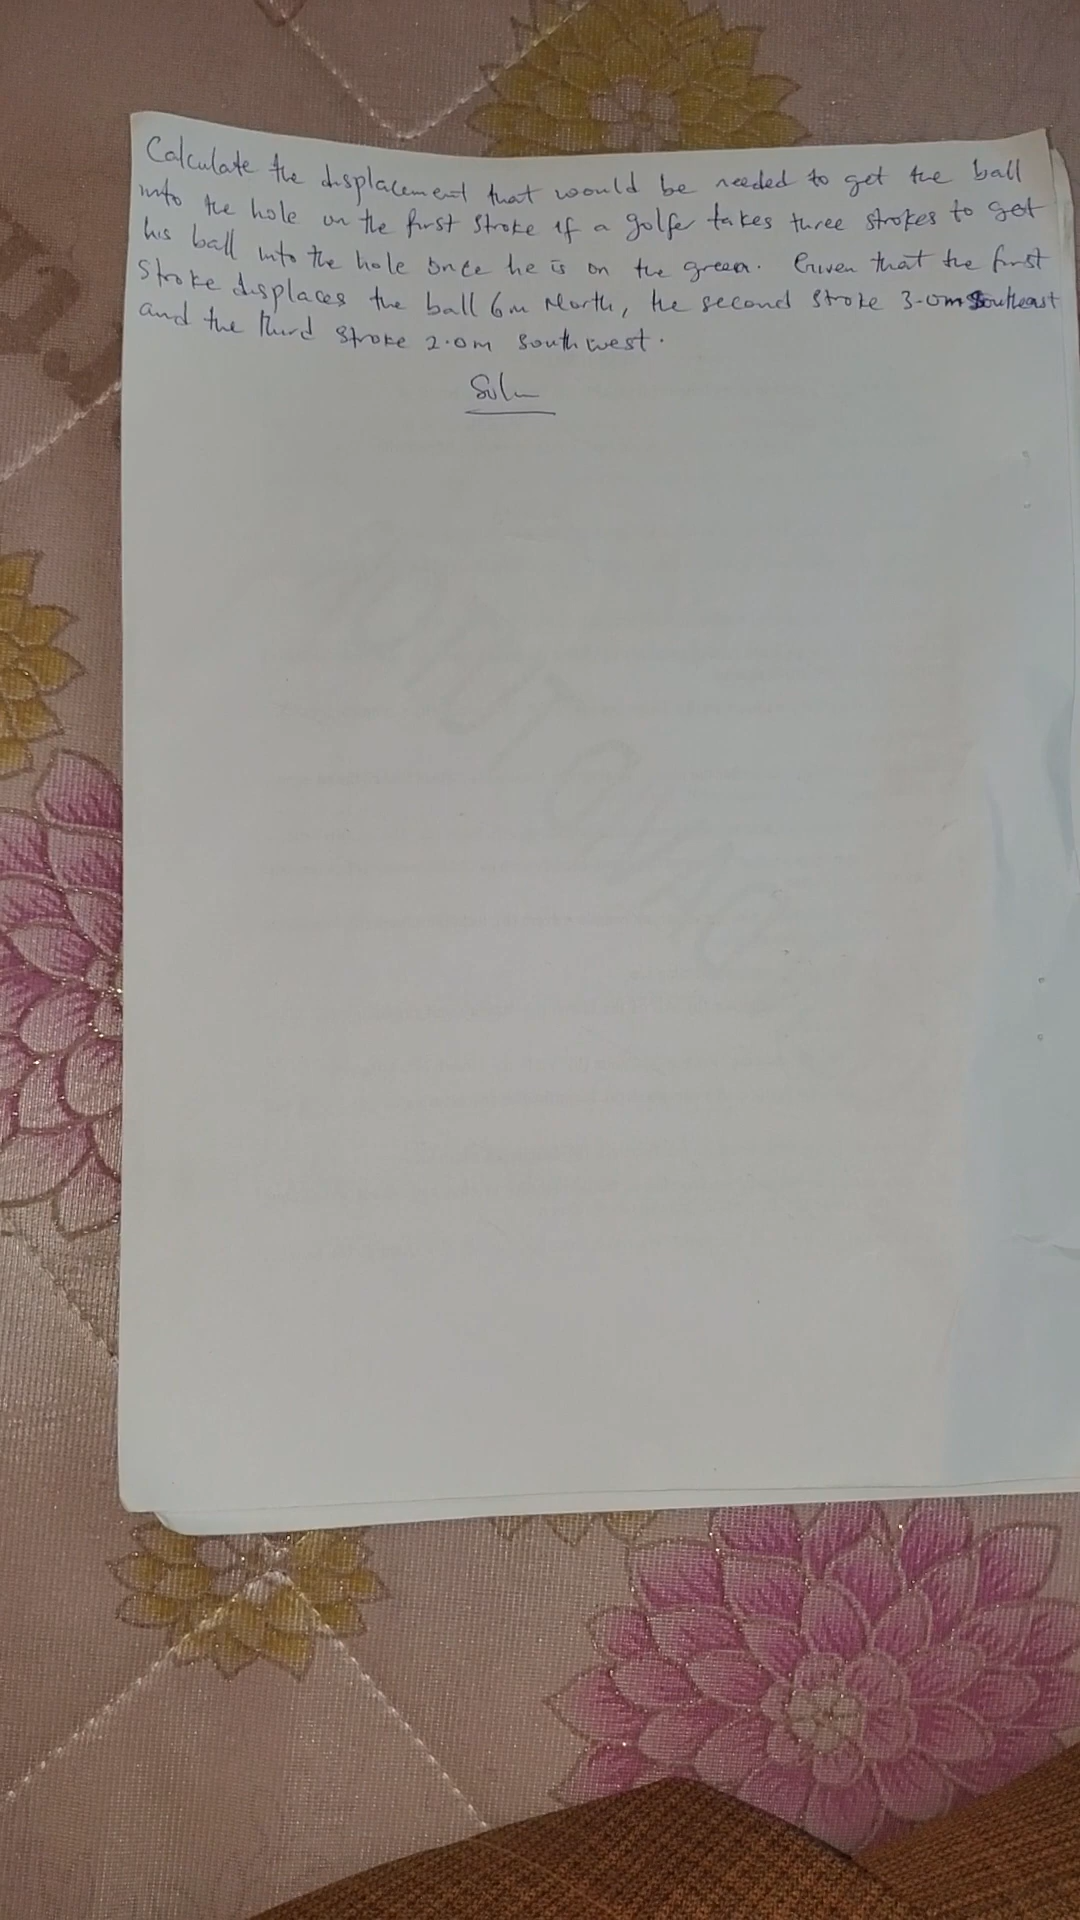 Calculate the displacement that would be needed to get the ball
into the hole on the first stroke if a golfer takes three strokes to get
his ball into the hole once he is on the green. Given that the first
stroke displaces the ball 6m North, the second stroke 3.0m Southeast
and the third stroke 2.0m south west.
Soln